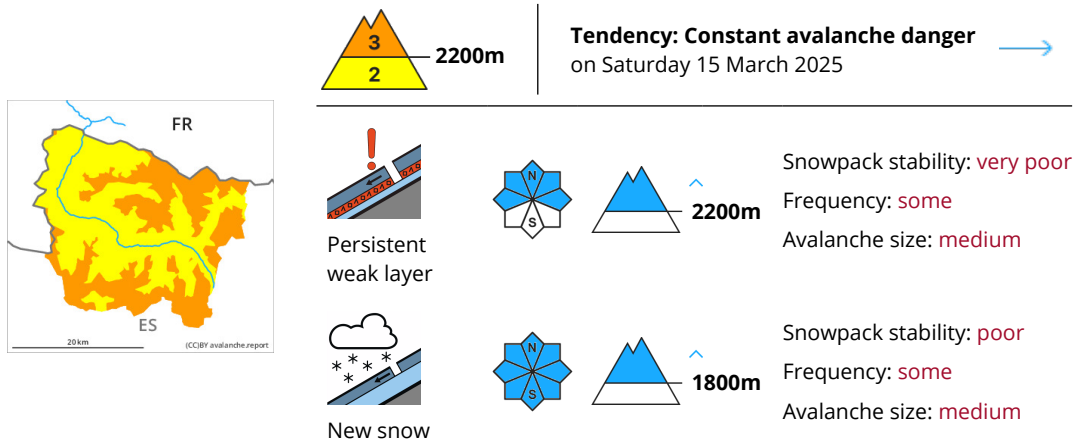 3
2
2200m
Tendency: Constant avalanche danger
on Saturday 15 March 2025
FR
ES
20 km
(CC)BY avalanche.report
Persistent
weak layer
N
S
2200m
Snowpack stability: very poor
Frequency: some
Avalanche size: medium
New snow
N
S
1800m
Snowpack stability: poor
Frequency: some
Avalanche size: medium